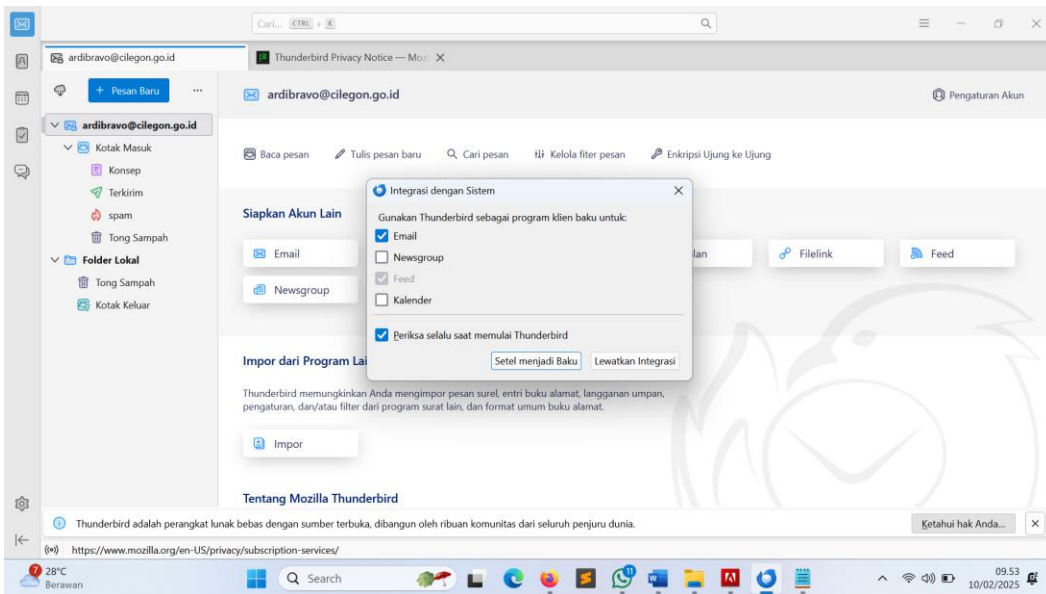 Cari... CTRL + K
ardibravo@cilegon.go.id
Thunderbird Privacy Notice — Moz
+ Pesan Baru
ardibravo@cilegon.go.id
Kotak Masuk
Konsep
Terkirim
spam
Tong Sampah
Folder Lokal
Tong Sampah
Kotak Keluar
ardibravo@cilegon.go.id
Pengaturan Akun
Baca pesan Tulis pesan baru Cari pesan Kelola fiter pesan Enkripsi Ujung ke Ujung
Siapkan Akun Lain
Email
lan
Filelink
Feed
Newsgroup
Integrasi dengan Sistem
Gunakan Thunderbird sebagai program klien baku untuk:
Email
Newsgroup
Feed
Kalender
Periksa selalu saat memulai Thunderbird
Setel menjadi Baku Lewatkan Integrasi
Impor dari Program Lai
Thunderbird memungkinkan Anda mengimpor pesan surel, entri buku alamat, langganan umpan,
pengaturan, dan/atau filter dari program surat lain, dan format umum buku alamat.
Impor
Tentang Mozilla Thunderbird
Thunderbird adalah perangkat lunak bebas dengan sumber terbuka, dibangun oleh ribuan komunitas dari seluruh penjuru dunia.
Ketahui hak Anda...
https://www.mozilla.org/en-US/privacy/subscription-services/
7
28°C
Berawan
Search
09.53
10/02/2025